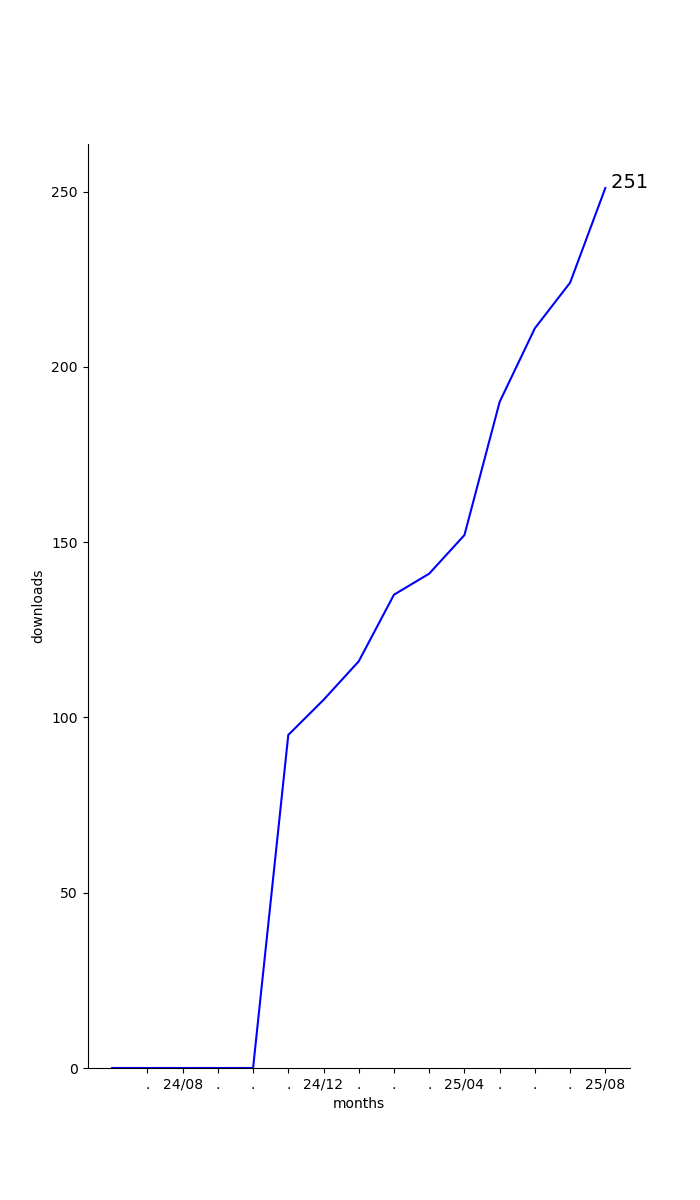 251
250
200
150
100
50
0
downloads
. 24/08 . . . 24/12 . . . 25/04 . . . 25/08
months